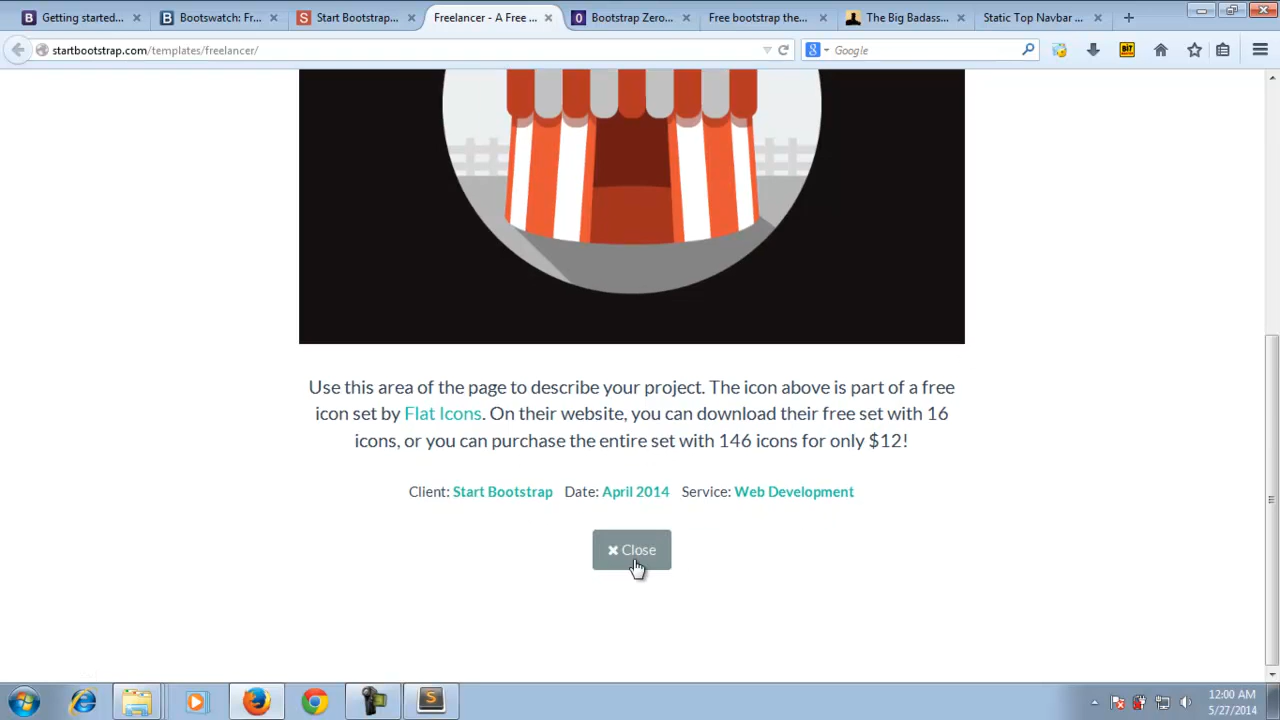 Getting started...
Bootswatch: Fr...
Start Bootstrap...
Freelancer - A Free ...
Bootstrap Zero...
Free bootstrap the...
The Big Badass...
Static Top Navbar ...
startbootstrap.com/templates/freelancer/
Google
Use this area of the page to describe your project. The icon above is part of a free
icon set by Flat Icons. On their website, you can download their free set with 16
icons, or you can purchase the entire set with 146 icons for only $12!
Client: Start Bootstrap Date: April 2014 Service: Web Development
Close
12:00 AM
5/27/2014